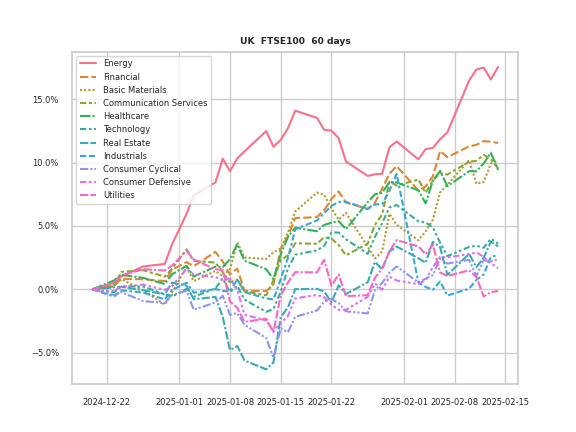 UK  FTSE100  60 days
Energy
Financial
Basic Materials
Communication Services
Healthcare
Technology
Real Estate
Industrials
Consumer Cyclical
Consumer Defensive
Utilities
15.0%
10.0%
5.0%
0.0%
−5.0%
2024-12-22
2025-01-01
2025-01-08
2025-01-15
2025-01-22
2025-02-01
2025-02-08
2025-02-15